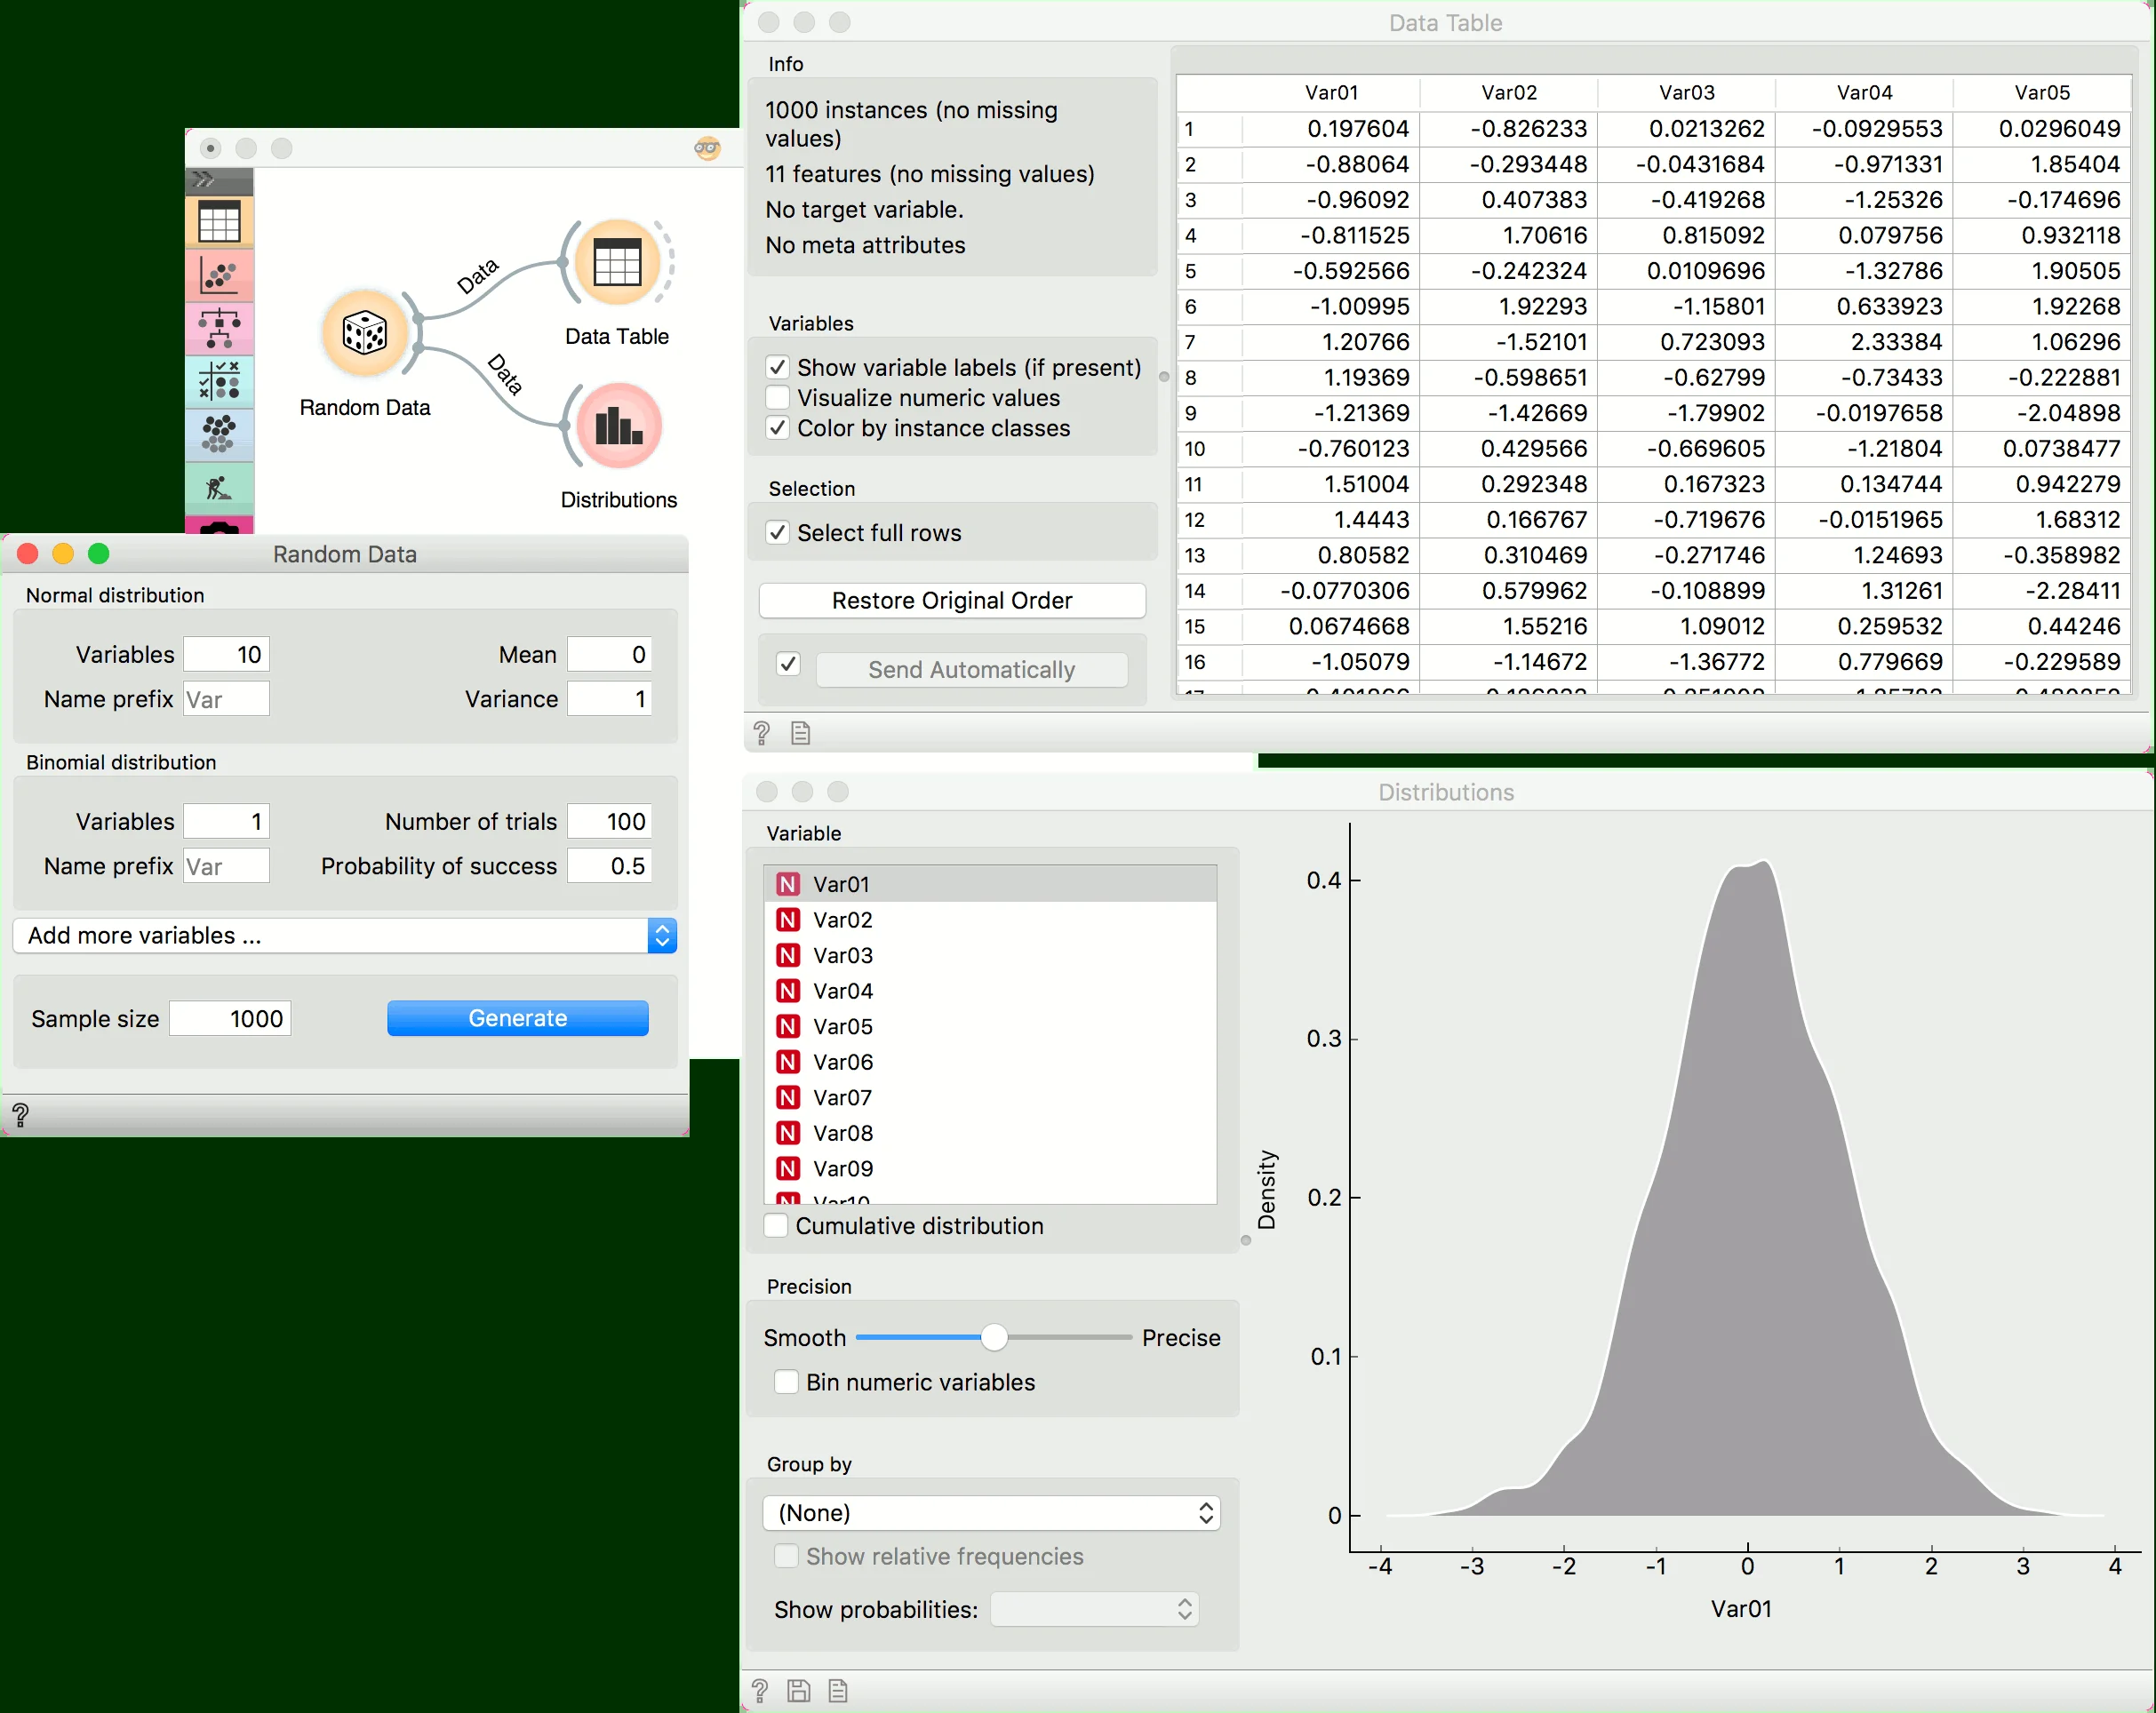 Data Table
Info
1000 instances (no missing
values)
11 features (no missing values)
No target variable.
No meta attributes
Variables
Show variable labels (if present)
Visualize numeric values
Color by instance classes
Selection
Select full rows
Restore Original Order
Send Automatically
Var01 Var02 Var03 Var04 Var05
1 0.197604 -0.826233 0.0213262 -0.0929553 0.0296049
2 -0.88064 -0.293448 -0.0431684 -0.971331 1.85404
3 -0.96092 0.407383 -0.419268 -1.25326 -0.174696
4 -0.811525 1.70616 0.815092 0.079756 0.932118
5 -0.592566 -0.242324 0.0109696 -1.32786 1.90505
6 -1.00995 1.92293 -1.15801 0.633923 1.92268
7 1.20766 -1.52101 0.723093 2.33384 1.06296
8 1.19369 -0.598651 -0.62799 -0.73433 -0.222881
9 -1.21369 -1.42669 -1.79902 -0.0197658 -2.04898
10 -0.760123 0.429566 -0.669605 -1.21804 0.0738477
11 1.51004 0.292348 0.167323 0.134744 0.942279
12 1.4443 0.166767 -0.719676 -0.0151965 1.68312
13 0.80582 0.310469 -0.271746 1.24693 -0.358982
14 -0.0770306 0.579962 -0.108899 1.31261 -2.28411
15 0.0674668 1.55216 1.09012 0.259532 0.44246
16 -1.05079 -1.14672 -1.36772 0.779669 -0.229589
Data
Data
Random Data
Data Table
Distributions
Random Data
Normal distribution
Variables 10 Mean 0
Name prefix Var Variance 1
Binomial distribution
Variables 1 Number of trials 100
Name prefix Var Probability of success 0.5
Add more variables ...
Sample size 1000 Generate
Distributions
Variable
N Var01
N Var02
N Var03
N Var04
N Var05
N Var06
N Var07
N Var08
N Var09
N Var10
Cumulative distribution
Precision
Smooth Precise
Bin numeric variables
Group by
(None)
Show relative frequencies
Show probabilities:
Density
0.4
0.3
0.2
0.1
0
-4 -3 -2 -1 0 1 2 3 4
Var01